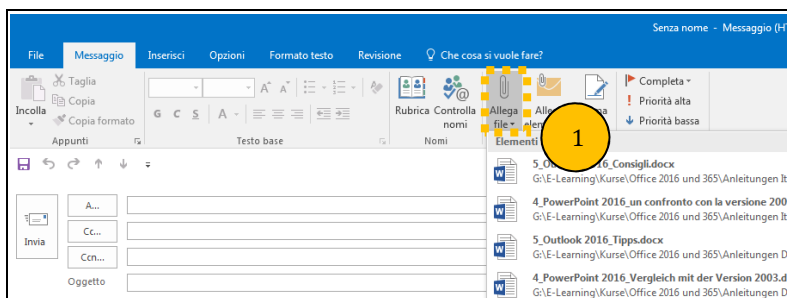 Senza nome - Messaggio (HT
File Messaggio Inserisci Opzioni Formato testo Revisione Che cosa si vuole fare?
Incolla
Taglia
Copia
Copia formato
Appunti
G C S A
Testo base
Rubrica
Controlla
nomi
Nomi
Allega
file
Completa
Priorità alta
Priorità bassa
1
A...
Cc...
Ccn...
Oggetto
Invia
Consigli.docx
G:\E-Learning\Kurse\Office 2016 und 365\Anleitungen It
4_PowerPoint 2016_un confronto con la versione 200
G:\E-Learning\Kurse\Office 2016 und 365\Anleitungen It
5_Outlook 2016_Tipps.docx
G:\E-Learning\Kurse\Office 2016 und 365\Anleitungen D
4_PowerPoint 2016_Vergleich mit der Version 2003.d
G:\E-Learning\Kurse\Office 2016 und 365\Anleitungen D